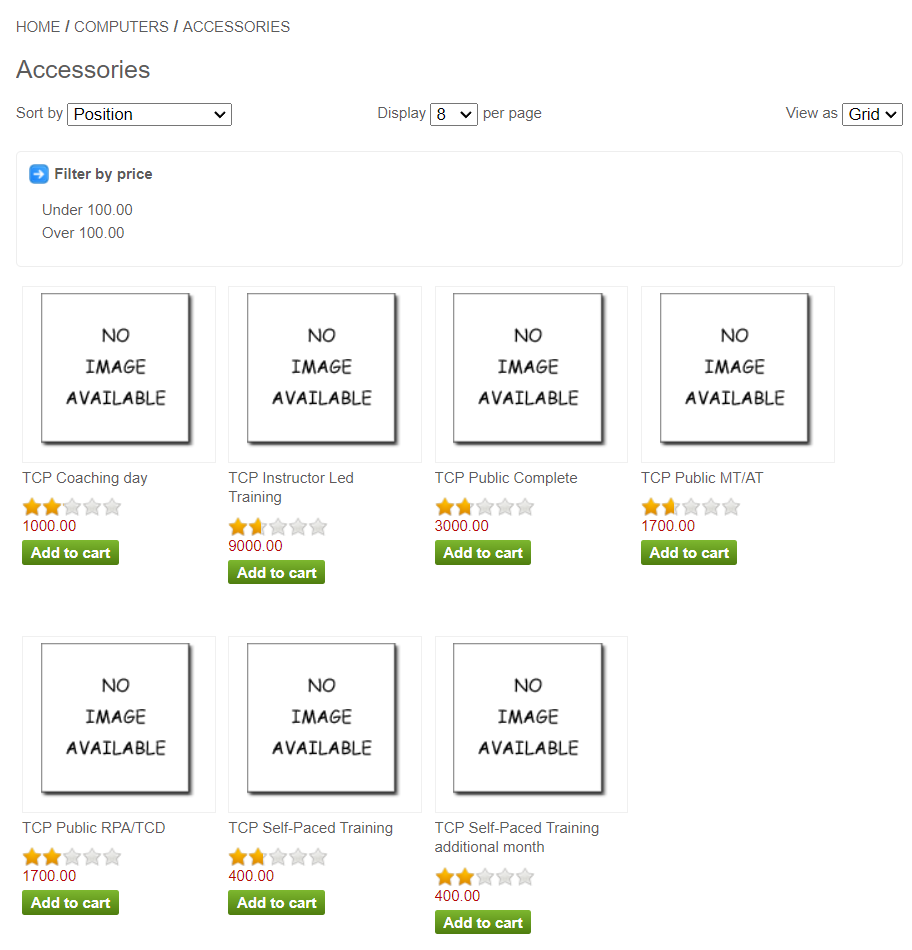 HOME / COMPUTERS / ACCESSORIES
Accessories
Sort by Position Display 8 per page View as Grid
Filter by price
Under 100.00
Over 100.00
NO
IMAGE
AVAILABLE
NO
IMAGE
AVAILABLE
NO
IMAGE
AVAILABLE
NO
IMAGE
AVAILABLE
TCP Coaching day
1000.00
Add to cart
TCP Instructor Led
Training
9000.00
Add to cart
TCP Public Complete
3000.00
Add to cart
TCP Public MT/AT
1700.00
Add to cart
NO
IMAGE
AVAILABLE
NO
IMAGE
AVAILABLE
NO
IMAGE
AVAILABLE
TCP Public RPA/TCD
1700.00
Add to cart
TCP Self-Paced Training
400.00
Add to cart
TCP Self-Paced Training
additional month
400.00
Add to cart